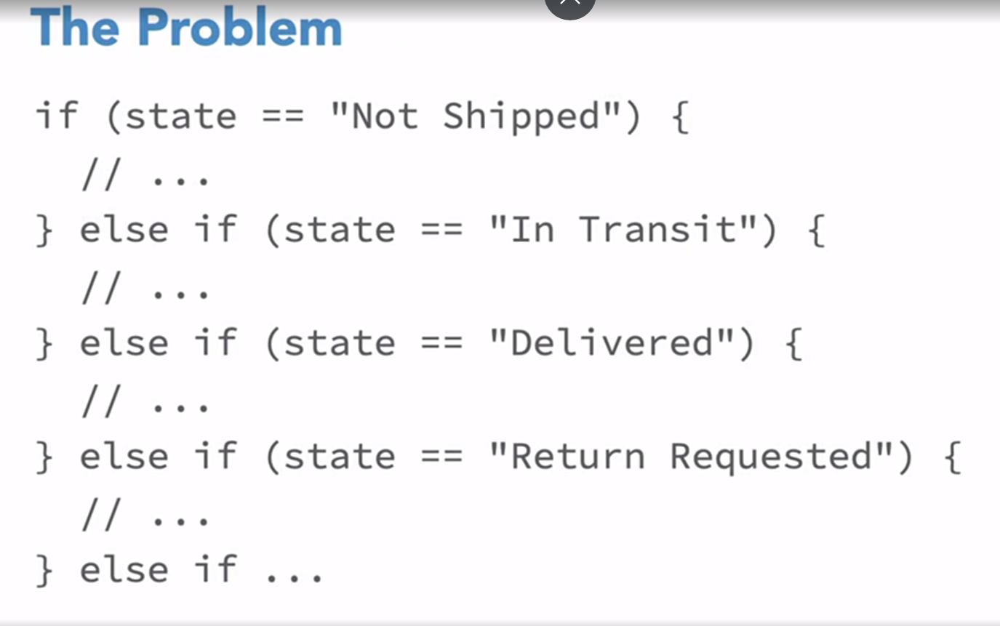 The Problem
if (state == "Not Shipped") {
  // ...
} else if (state == "In Transit") {
  // ...
} else if (state == "Delivered") {
  // ...
} else if (state == "Return Requested") {
  // ...
} else if ...